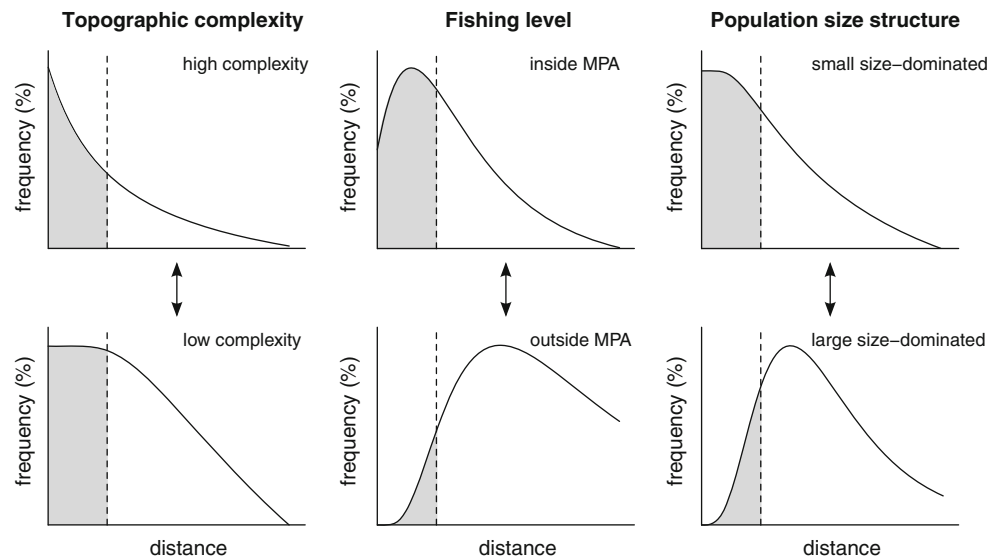 Topographic complexity
Fishing level
Population size structure
high complexity
inside MPA
small size–dominated
frequency (%)
frequency (%)
frequency (%)
low complexity
outside MPA
large size–dominated
frequency (%)
frequency (%)
frequency (%)
distance
distance
distance